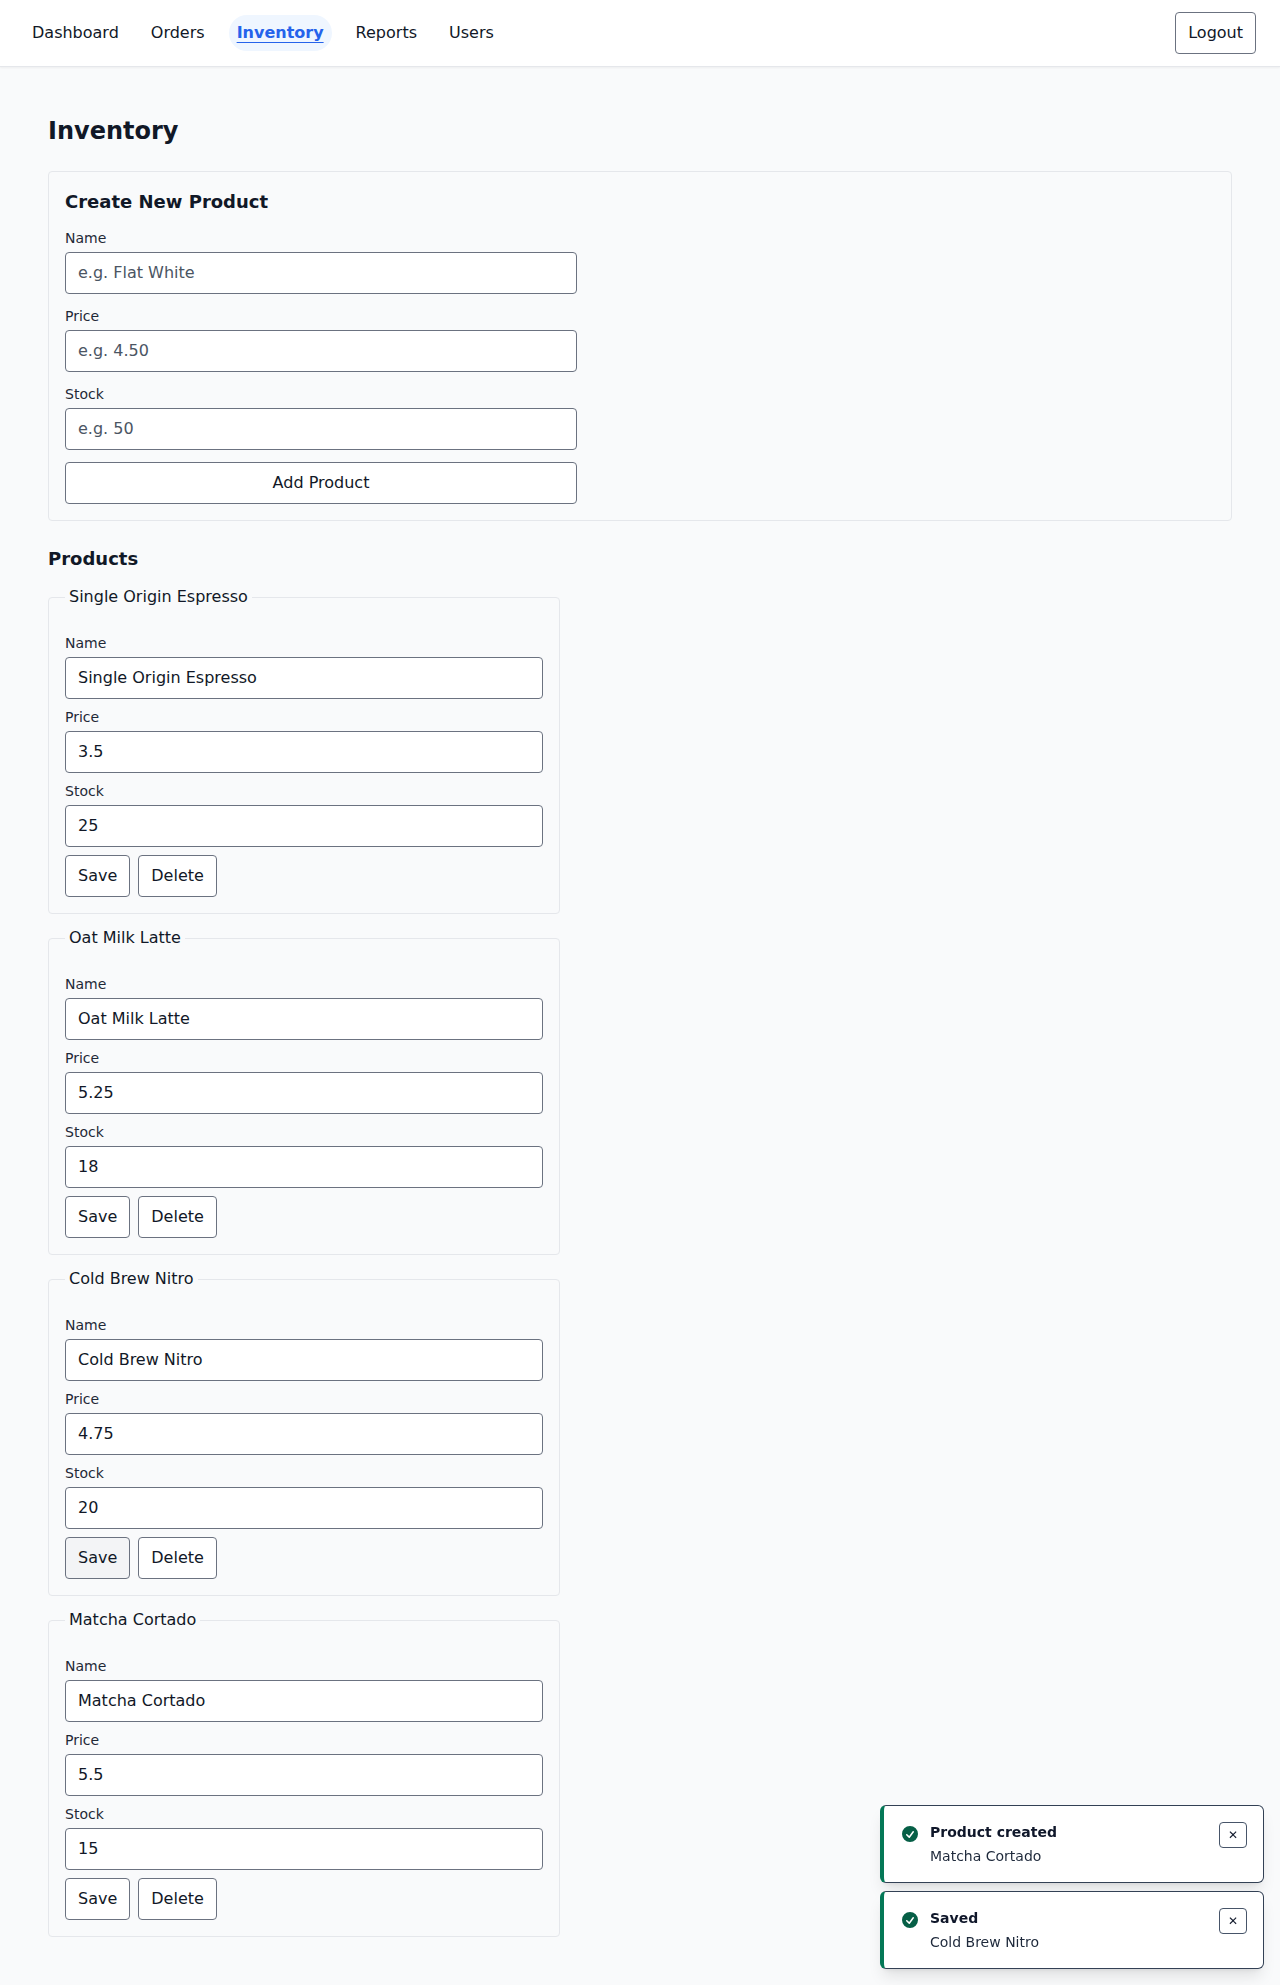 Dashboard Orders Inventory Reports Users Logout
Inventory
Create New Product
Name
e.g. Flat White
Price
e.g. 4.50
Stock
e.g. 50
Add Product
Products
Single Origin Espresso
Name
Single Origin Espresso
Price
3.5
Stock
25
Save Delete
Oat Milk Latte
Name
Oat Milk Latte
Price
5.25
Stock
18
Save Delete
Cold Brew Nitro
Name
Cold Brew Nitro
Price
4.75
Stock
20
Save Delete
Matcha Cortado
Name
Matcha Cortado
Price
5.5
Stock
15
Save Delete
Product created
Matcha Cortado
Saved
Cold Brew Nitro